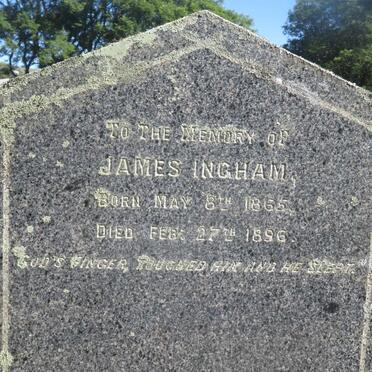 TO THE MEMORY OF
JAMES INGHAM,
BORN MAY 8TH 1865.
DIED FEB. 27TH 1896.
"GOD'S FINGER, TOUCHED HIM AND HE SLEPT."